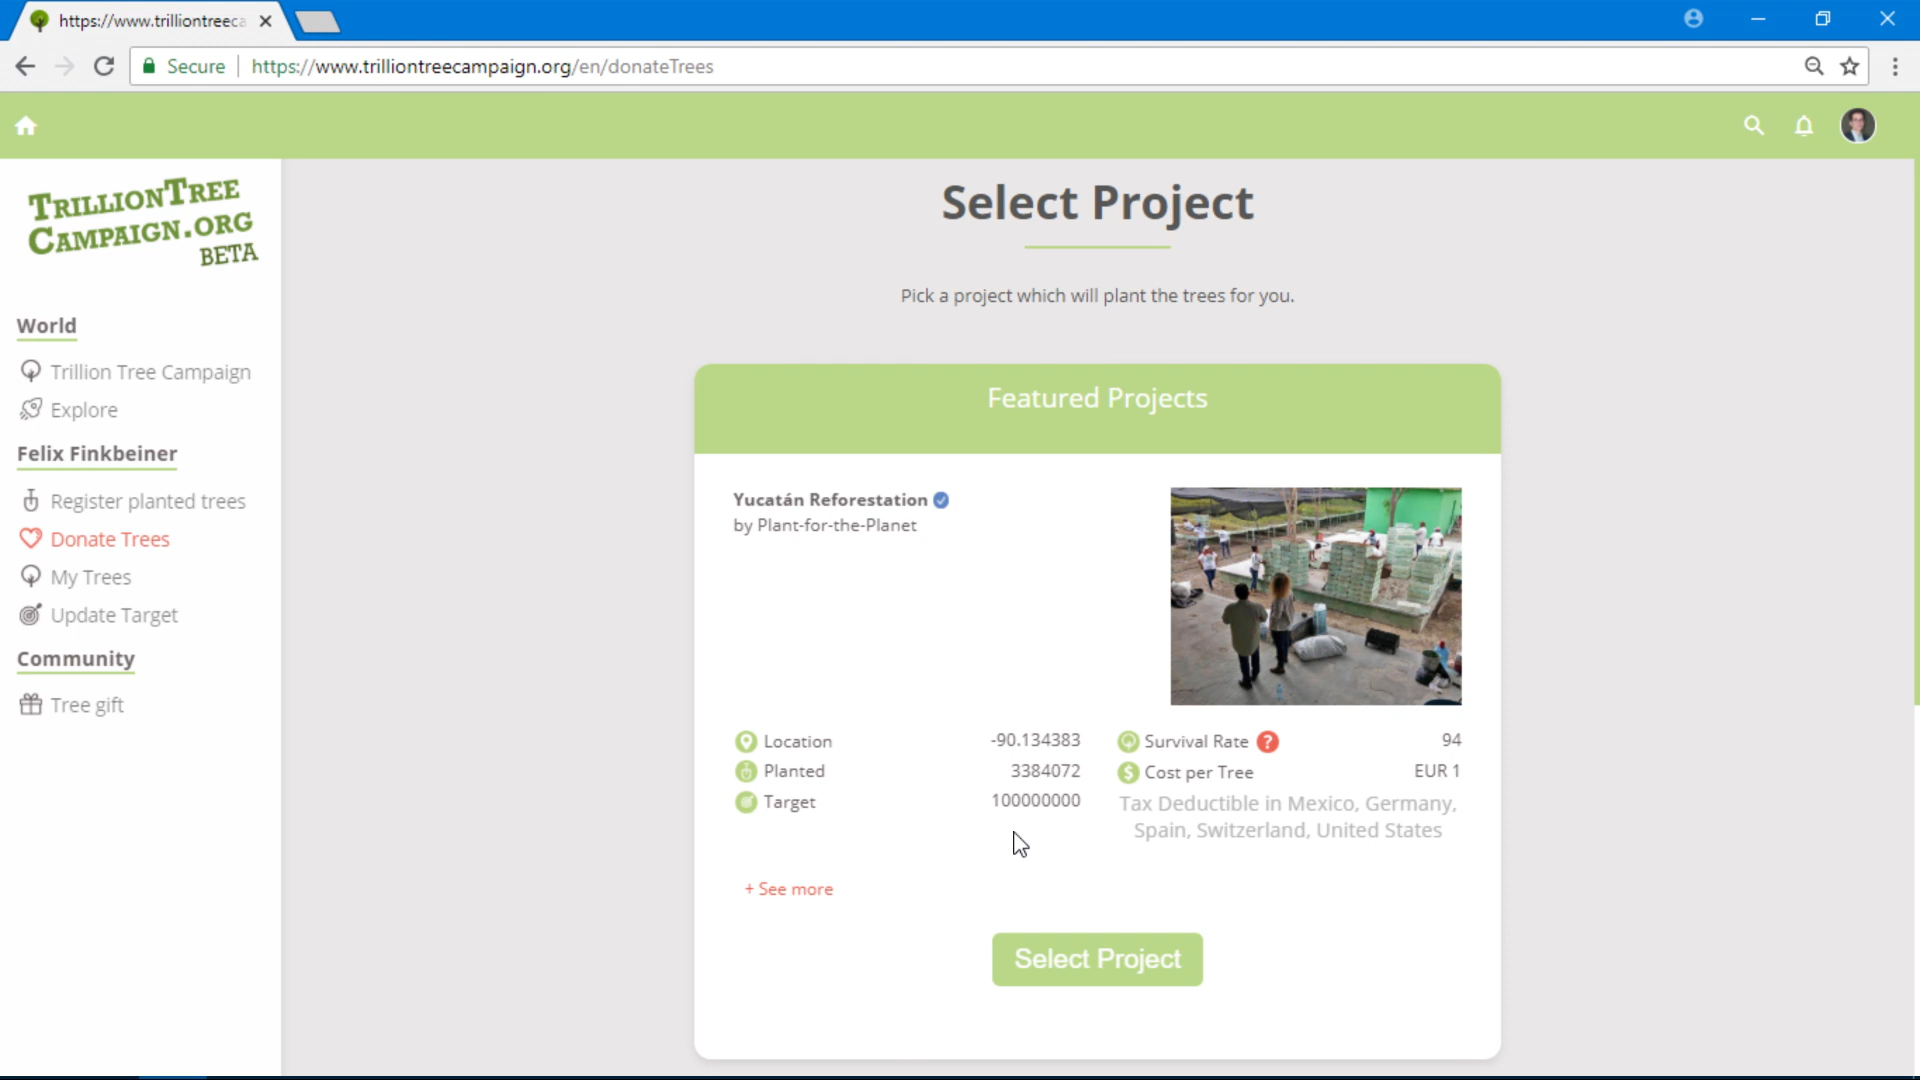 https://www.trilliontreeca
Secure
https://www.trilliontreecampaign.org/en/donateTrees
TRILLIONTREE
CAMPAIGN.ORG
BETA
World
Trillion Tree Campaign
Explore
Felix Finkbeiner
Register planted trees
Donate Trees
My Trees
Update Target
Community
Tree gift
Select Project
Pick a project which will plant the trees for you.
Featured Projects
Yucatán Reforestation
by Plant-for-the-Planet
Location -90.134383
Planted 3384072
Target 100000000
Survival Rate ? 94
$ Cost per Tree EUR 1
Tax Deductible in Mexico, Germany,
Spain, Switzerland, United States
+ See more
Select Project